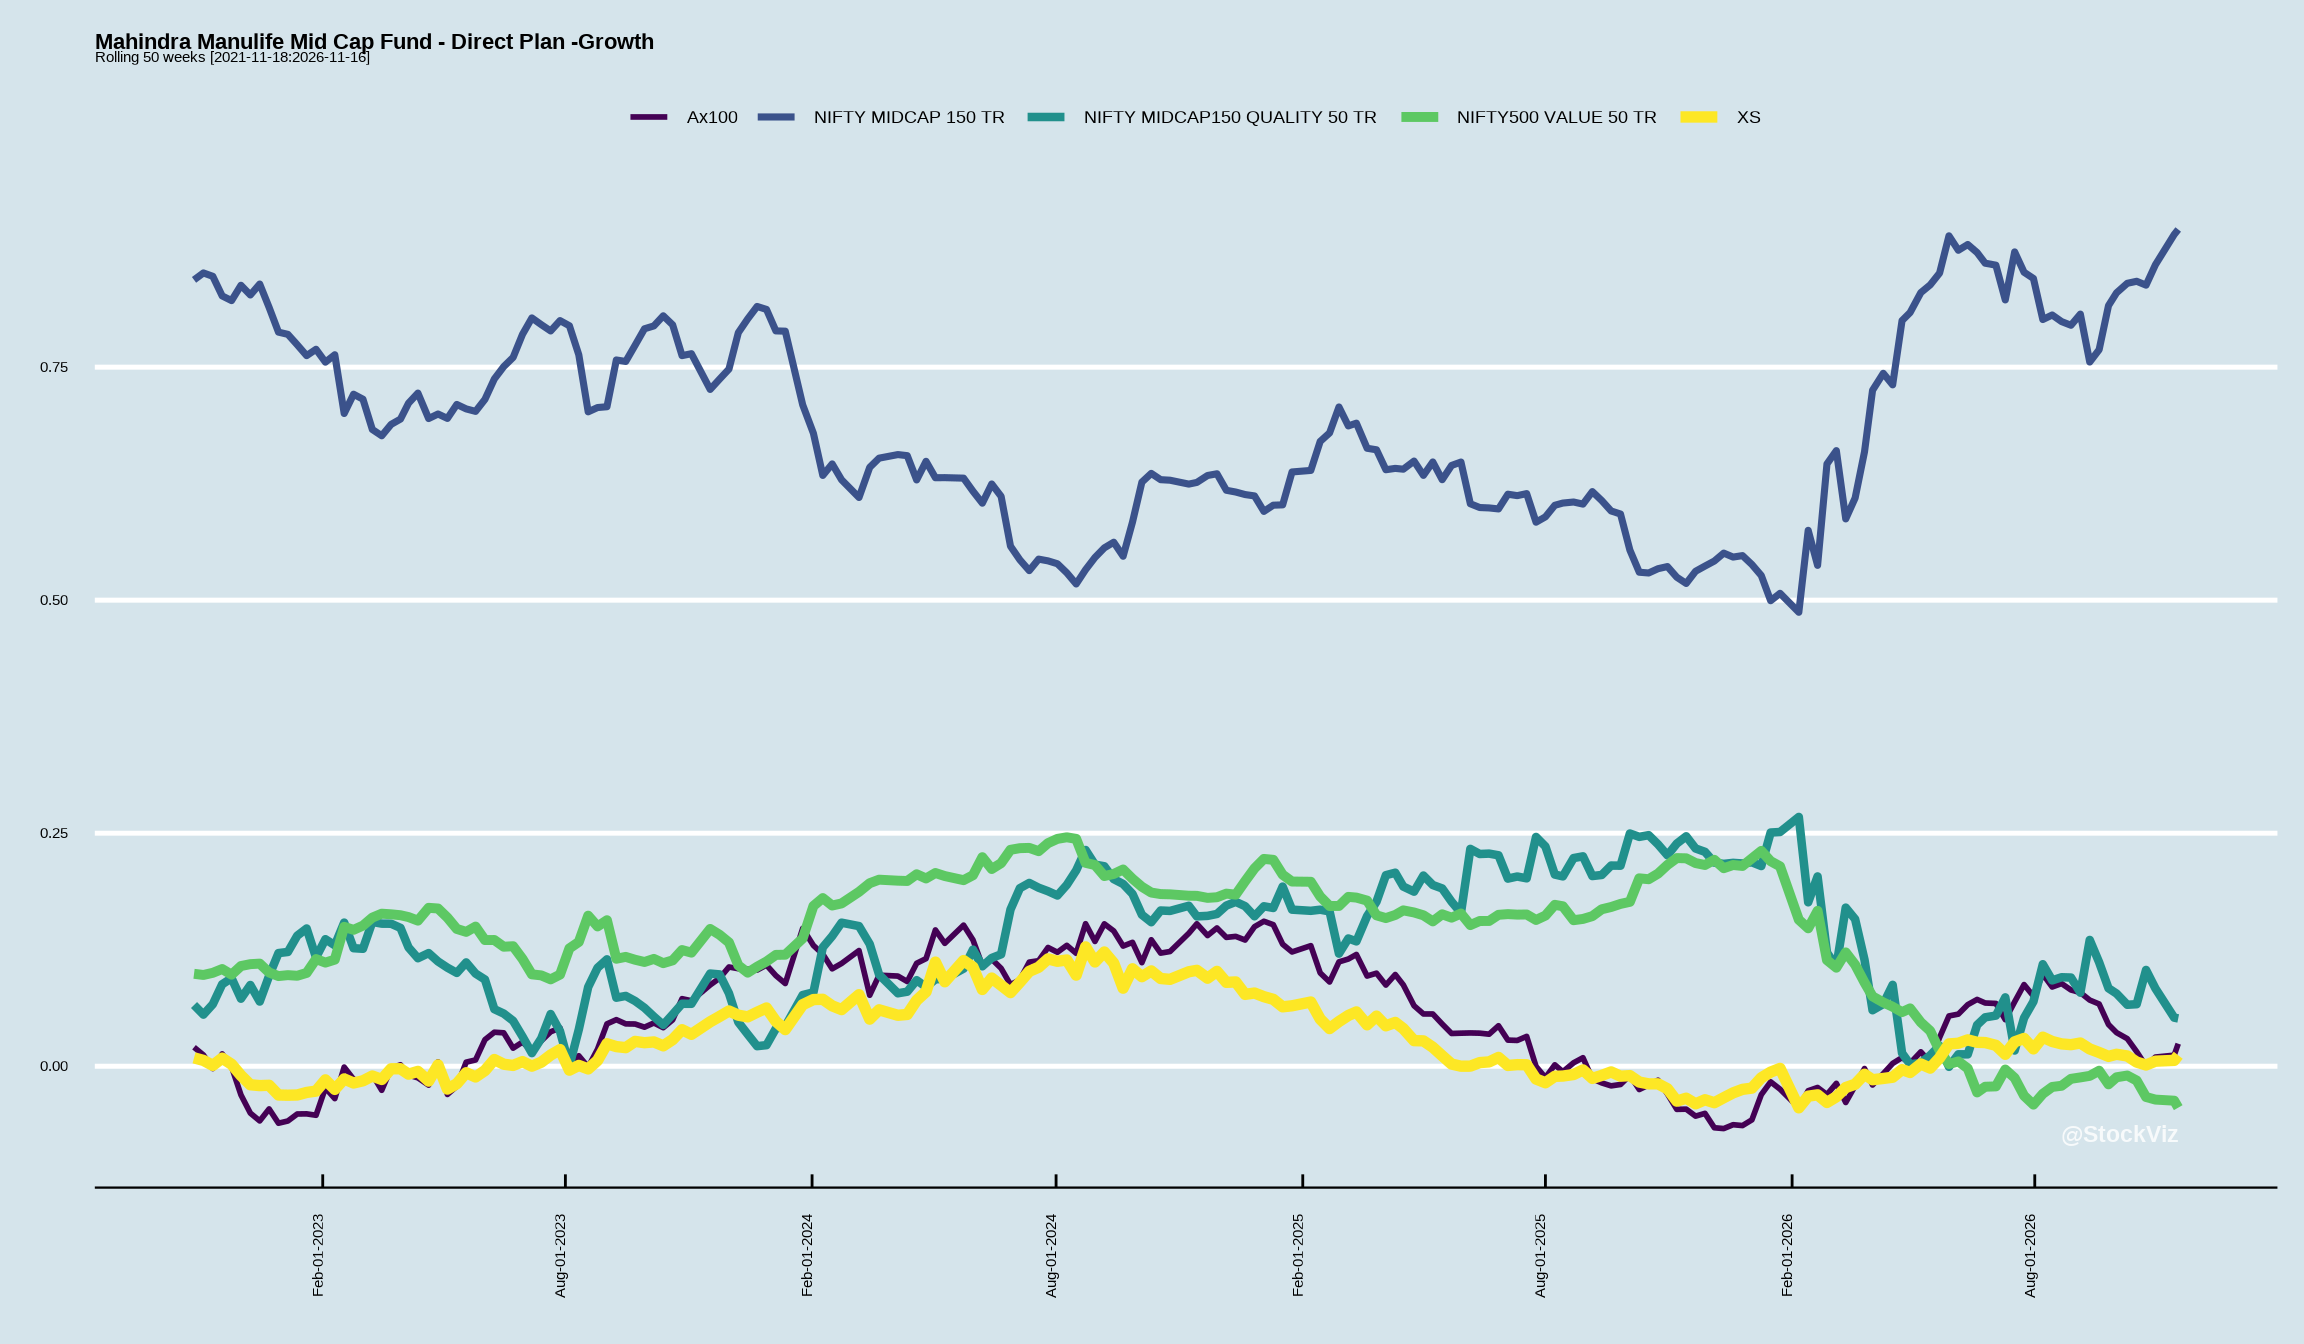 Mahindra Manulife Mid Cap Fund - Direct Plan -Growth
Rolling 50 weeks [2021-11-18:2026-11-16]
Ax100 NIFTY MIDCAP 150 TR NIFTY MIDCAP150 QUALITY 50 TR NIFTY500 VALUE 50 TR XS
0.75
0.50
0.25
0.00
@StockViz
Feb-01-2023 Aug-01-2023 Feb-01-2024 Aug-01-2024 Feb-01-2025 Aug-01-2025 Feb-01-2026 Aug-01-2026